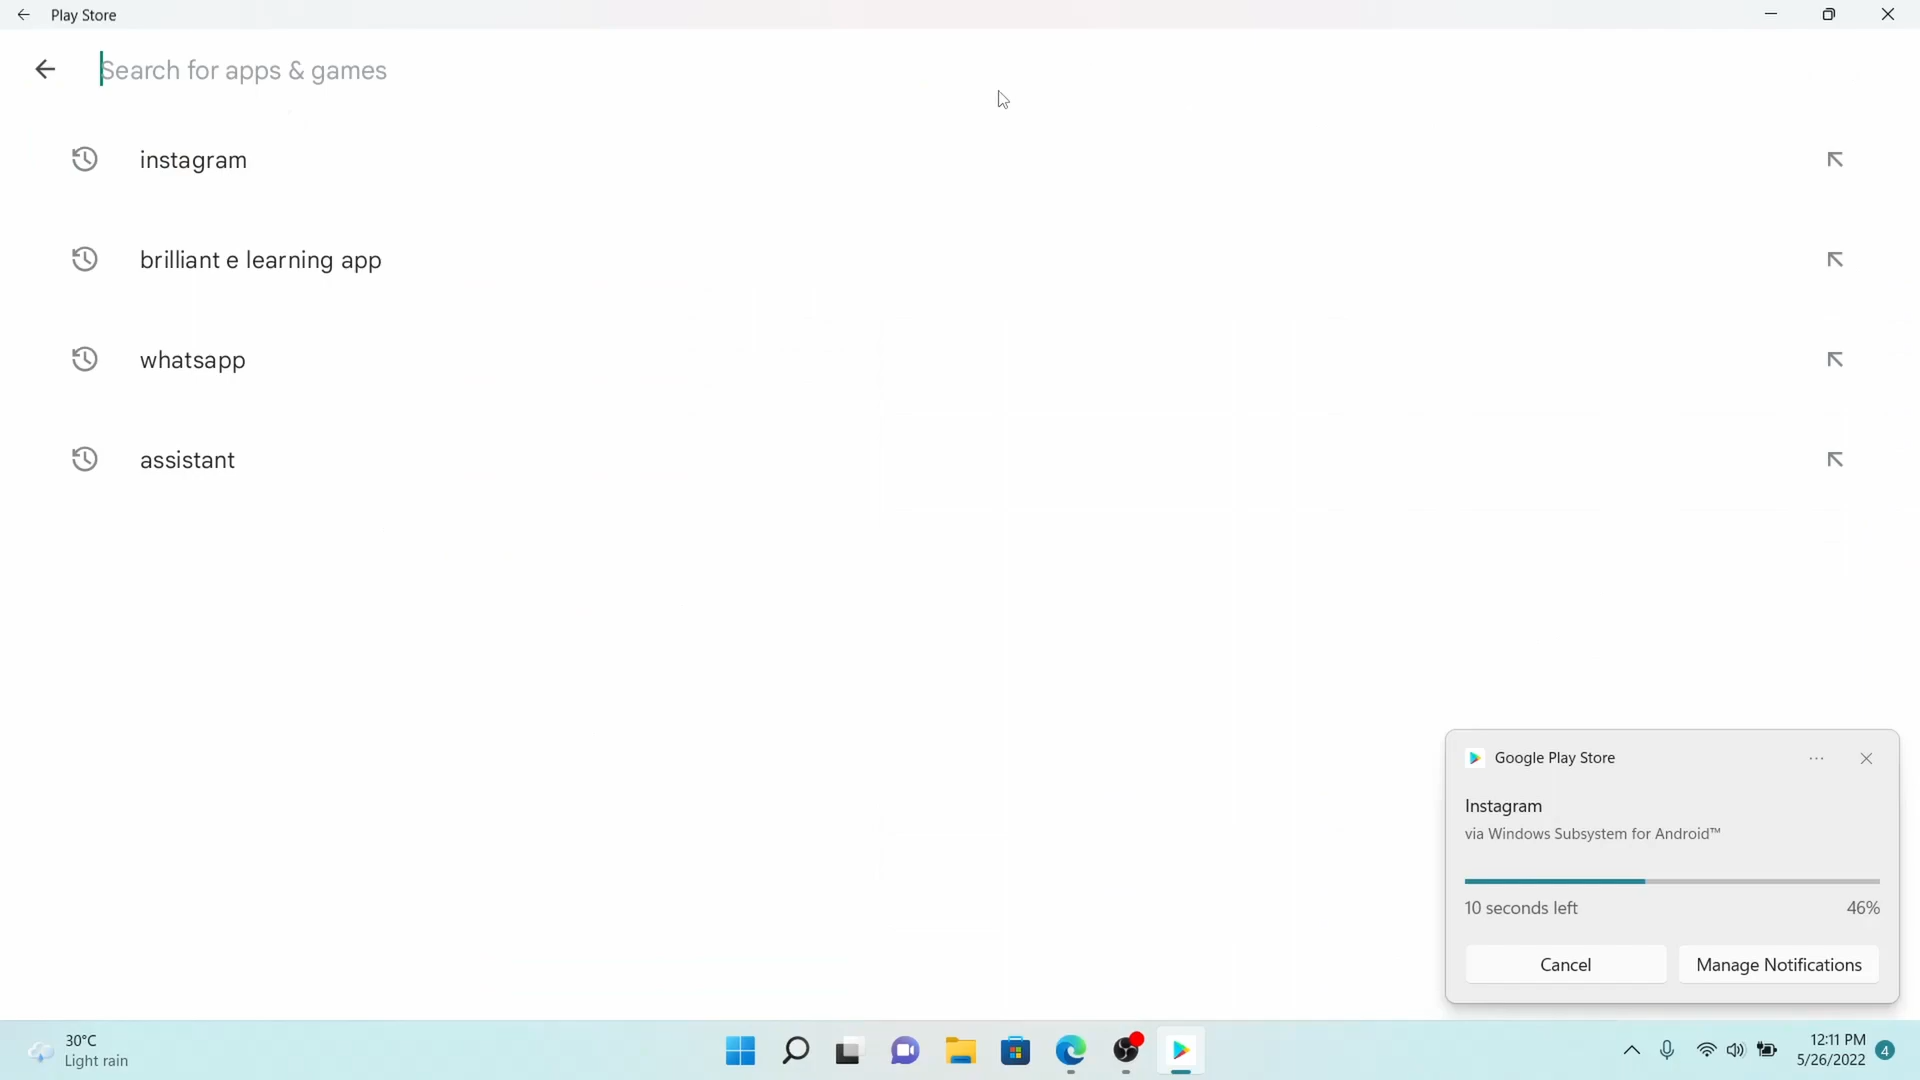 Play Store
Search for apps & games
instagram
brilliant e learning app
whatsapp
assistant
Google Play Store
Instagram
via Windows Subsystem for Android™
10 seconds left 46%
Cancel Manage Notifications
30°C
Light rain
12:11 PM
5/26/2022
4